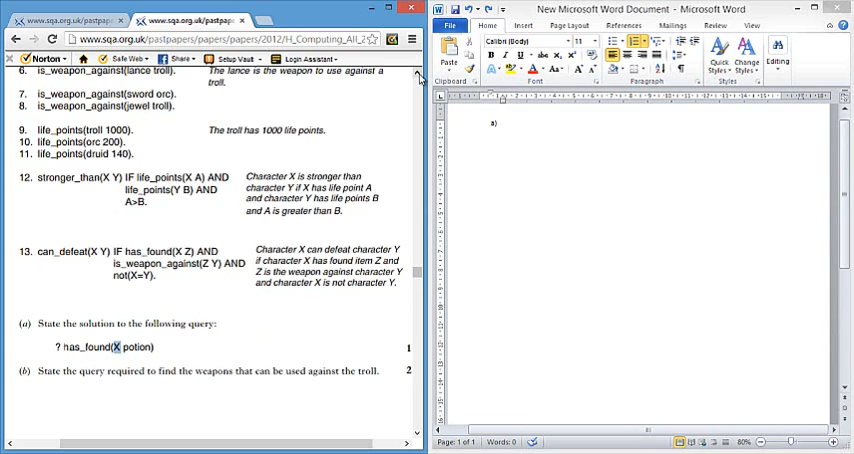 www.sqa.org.uk/pastpape
www.sqa.org.uk/pastpape
New Microsoft Word Document - Microsoft Word
www.sqa.org.uk/pastpapers/papers/papers/2012/H_Computing_All_2
Norton
Safe Web
Share
Setup Vault
Login Assistant
File
Home
Insert
Page Layout
References
Mailings
Review
View
Calibri (Body)
11
Paste
Quick Styles
Change Styles
Editing
Clipboard
Font
Paragraph
Styles
6. is_weapon_against(lance troll). The lance is the weapon to use against a
troll.
7. is_weapon_against(sword orc).
8. is_weapon_against(jewel troll).
9. life_points(troll 1000). The troll has 1000 life points.
10. life_points(orc 200).
11. life_points(druid 140).
12. stronger_than(X Y) IF life_points(X A) AND Character X is stronger than
life_points(Y B) AND character Y if X has life point A
A>B. and character Y has life points B
and A is greater than B.
13. can_defeat(X Y) IF has_found(X Z) AND Character X can defeat character Y
is_weapon_against(Z Y) AND if character X has found item Z and
not(X=Y). Z is the weapon against character Y
and character X is not character Y.
(a) State the solution to the following query:
? has_found(X potion) 1
(b) State the query required to find the weapons that can be used against the troll. 2
a)
Page: 1 of 1
Words: 0
80%